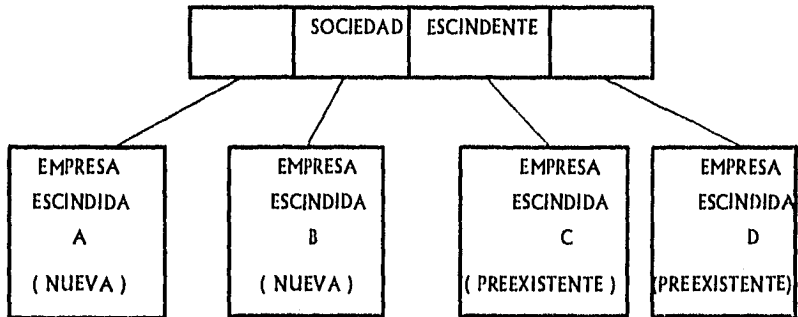 SOCIEDAD ESCINDENTE
EMPRESA
ESCINDIDA
A
( NUEVA )
EMPRESA
ESCINDIDA
B
( NUEVA )
EMPRESA
ESCINDIDA
C
( PREEXISTENTE )
EMPRESA
ESCINDIDA
D
(PREEXISTENTE)